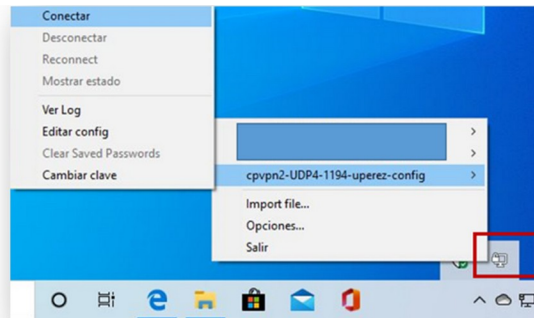 Conectar
Desconectar
Reconnect
Mostrar estado
Ver Log
Editar config
Clear Saved Passwords
Cambiar clave
cpvpn2-UDP4-1194-uperez-config
Import file...
Opciones...
Salir